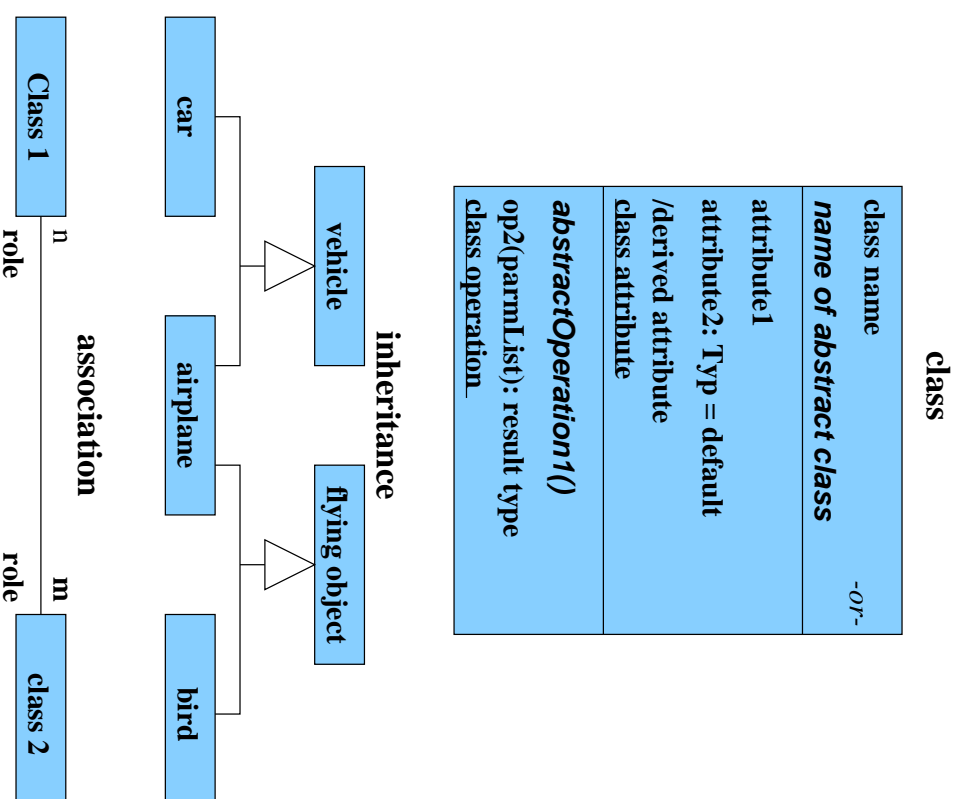 class
class name
-or-
name of abstract class
attribute1
attribute2: Typ = default
/derived attribute
class attribute
abstractOperation1()
op2(parmList): result type
class operation
inheritance
vehicle
flying object
car
airplane
bird
association
Class 1
n
role
m
role
class 2